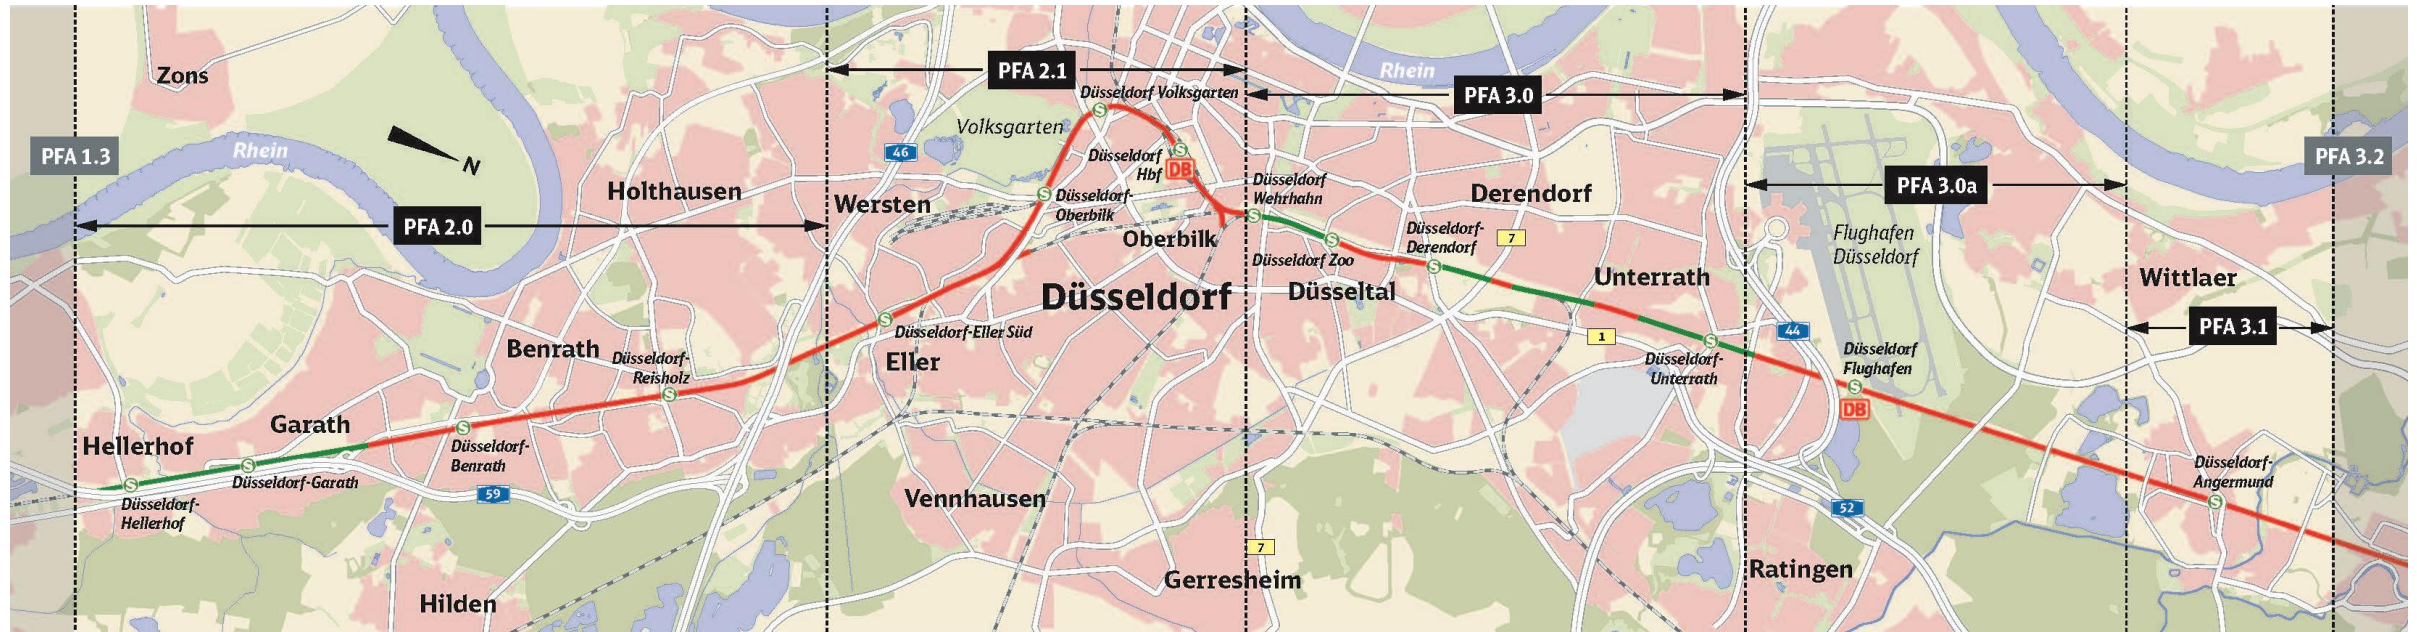 Zons
PFA 1.3
Rhein
N
PFA 2.0
Holthausen
Benrath
Düsseldorf-
Reisholz
Garath
Hellerhof
Düsseldorf-
Benrath
Düsseldorf-Garath
59
Düsseldorf-
Hellerhof
Hilden
PFA 2.1
Düsseldorf Volksgarten
Volksgarten
46
Düsseldorf
Hbf
DB
Wersten
Düsseldorf-
Oberbilk
Oberbilk
Düsseldorf
Düsseldorf-Eller Süd
Eller
Vennhausen
Gerresheim
Rhein
PFA 3.0
Düsseldorf
Wehrhahn
Derendorf
Düsseldorf-
Derendorf
7
Düsseldorf Zoo
Düsseltal
Unterrath
1
Düsseldorf-
Unterrath
7
PFA 3.0a
Flughafen
Düsseldorf
44
Düsseldorf
Flughafen
DB
52
Ratingen
PFA 3.2
Wittlaer
PFA 3.1
Düsseldorf-
Angermund
S
S
S
S
S
S
S
S
S
S
S
S
S
S